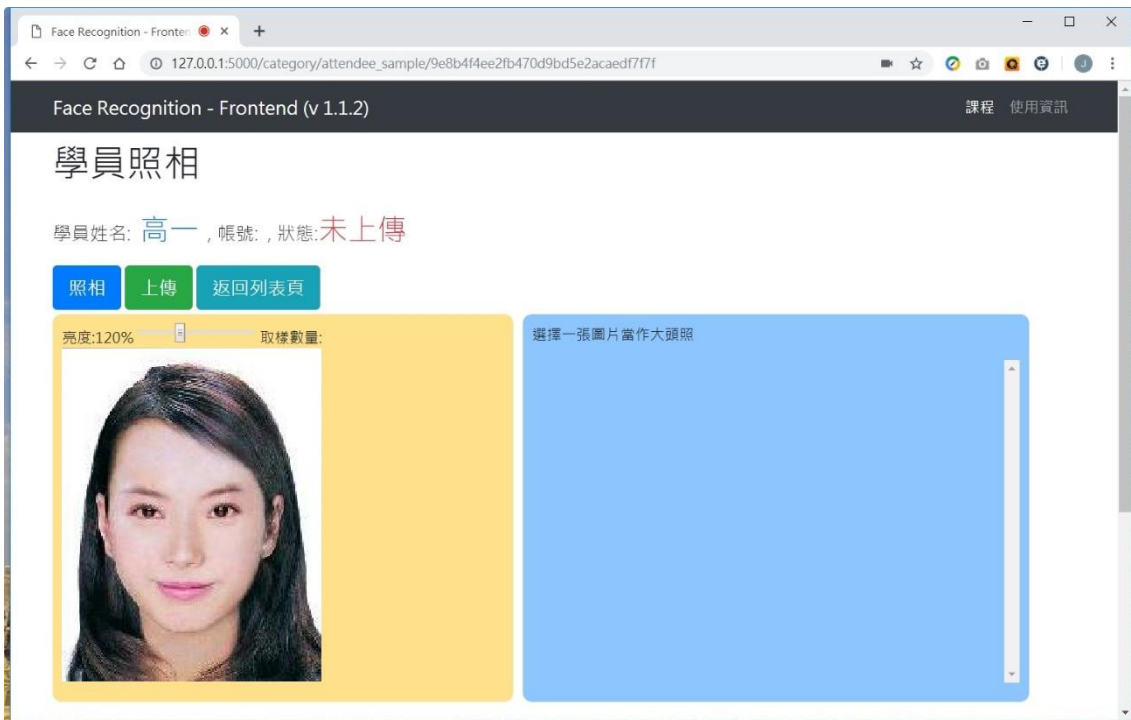 Face Recognition - Fronten
127.0.0.1:5000/category/attendee_sample/9e8b4f4ee2fb470d9bd5e2acaedf7f7f
Face Recognition - Frontend (v 1.1.2) 課程 使用資訊
學員照相
學員姓名: 高一 , 帳號: , 狀態:未上傳
照相 上傳 返回列表頁
亮度:120% 取樣數量:
選擇一張圖片當作大頭照